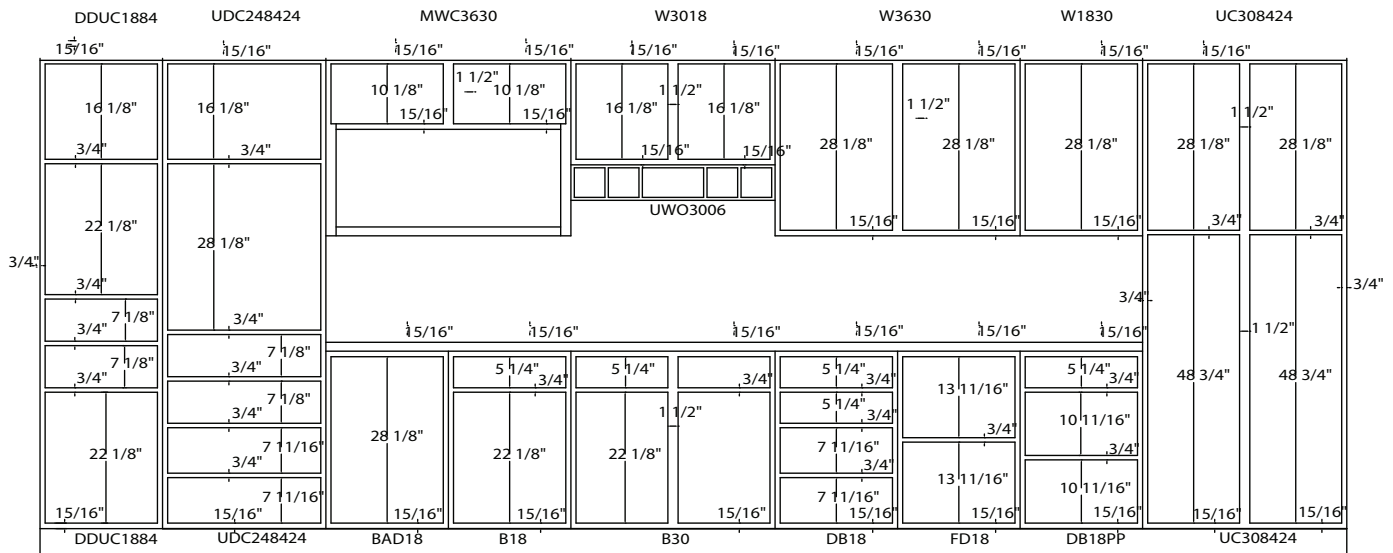 DDUC1884 UDC248424 MWC3630 W3018 W3630 W1830 UC308424
15/16" 15/16" 15/16" 15/16" 15/16" 15/16" 15/16" 15/16" 15/16" 15/16"
16 1/8" 16 1/8" 10 1/8" 1 1/2" 10 1/8" 16 1/8" 1 1/2" 16 1/8" 28 1/8" 1 1/2" 28 1/8" 28 1/8" 28 1/8" 1 1/2" 28 1/8"
15/16" 15/16"
3/4" 3/4" 15/16" 15/16"
UWO3006
22 1/8" 28 1/8" 15/16" 15/16" 15/16" 3/4" 3/4"
3/4" 3/4" 3/4" 3/4"
7 1/8" 3/4" 3/4" 15/16" 15/16" 15/16" 15/16" 15/16" 15/16" 1 1/2"
7 1/8" 7 1/8" 5 1/4" 5 1/4" 5 1/4" 13 11/16" 5 1/4" 48 3/4" 48 3/4"
3/4" 3/4" 3/4" 3/4" 3/4" 3/4"
7 1/8" 1 1/2" 5 1/4" 10 11/16"
3/4" 3/4" 3/4" 3/4"
22 1/8" 7 11/16" 28 1/8" 22 1/8" 22 1/8" 7 11/16"
3/4" 3/4"
7 11/16" 7 11/16" 13 11/16" 10 11/16"
15/16" 15/16" 15/16" 15/16" 15/16" 15/16" 15/16" 15/16" 15/16" 15/16"
DDUC1884 UDC248424 BAD18 B18 B30 DB18 FD18 DB18PP UC308424